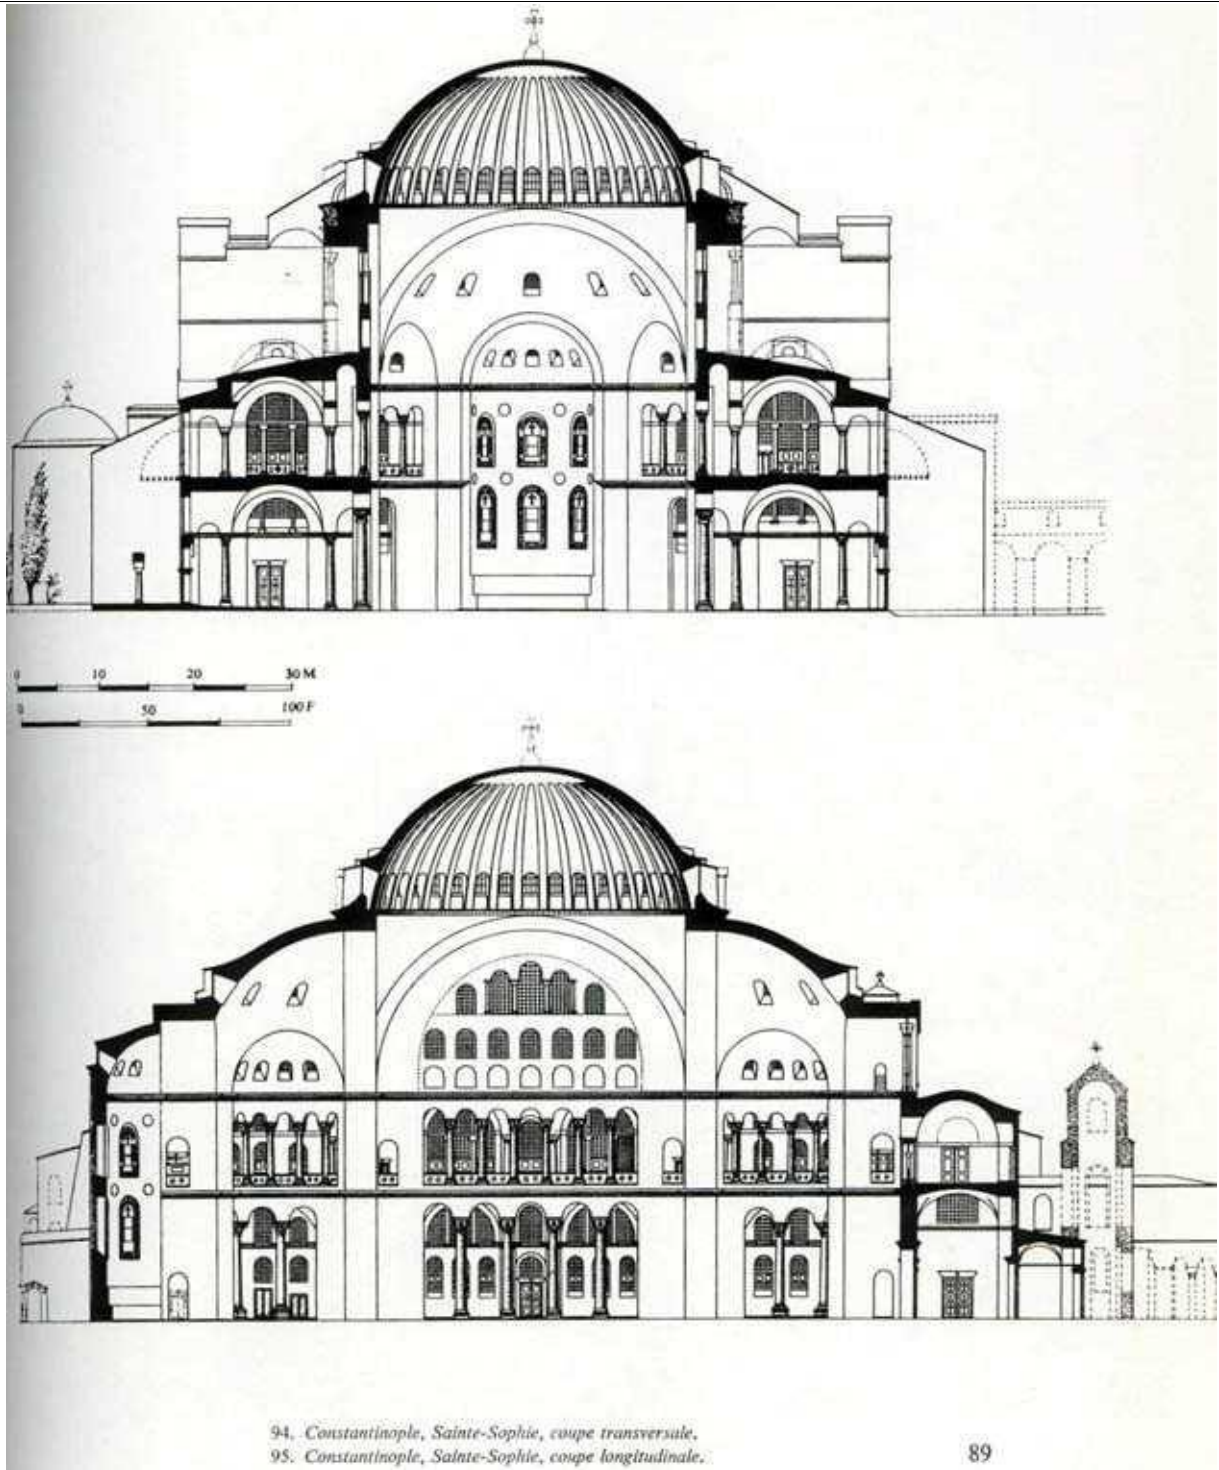 0 10 20 30 M
0 50 100 F
94. Constantinople, Sainte-Sophie, coupe transversale.
95. Constantinople, Sainte-Sophie, coupe longitudinale.
89